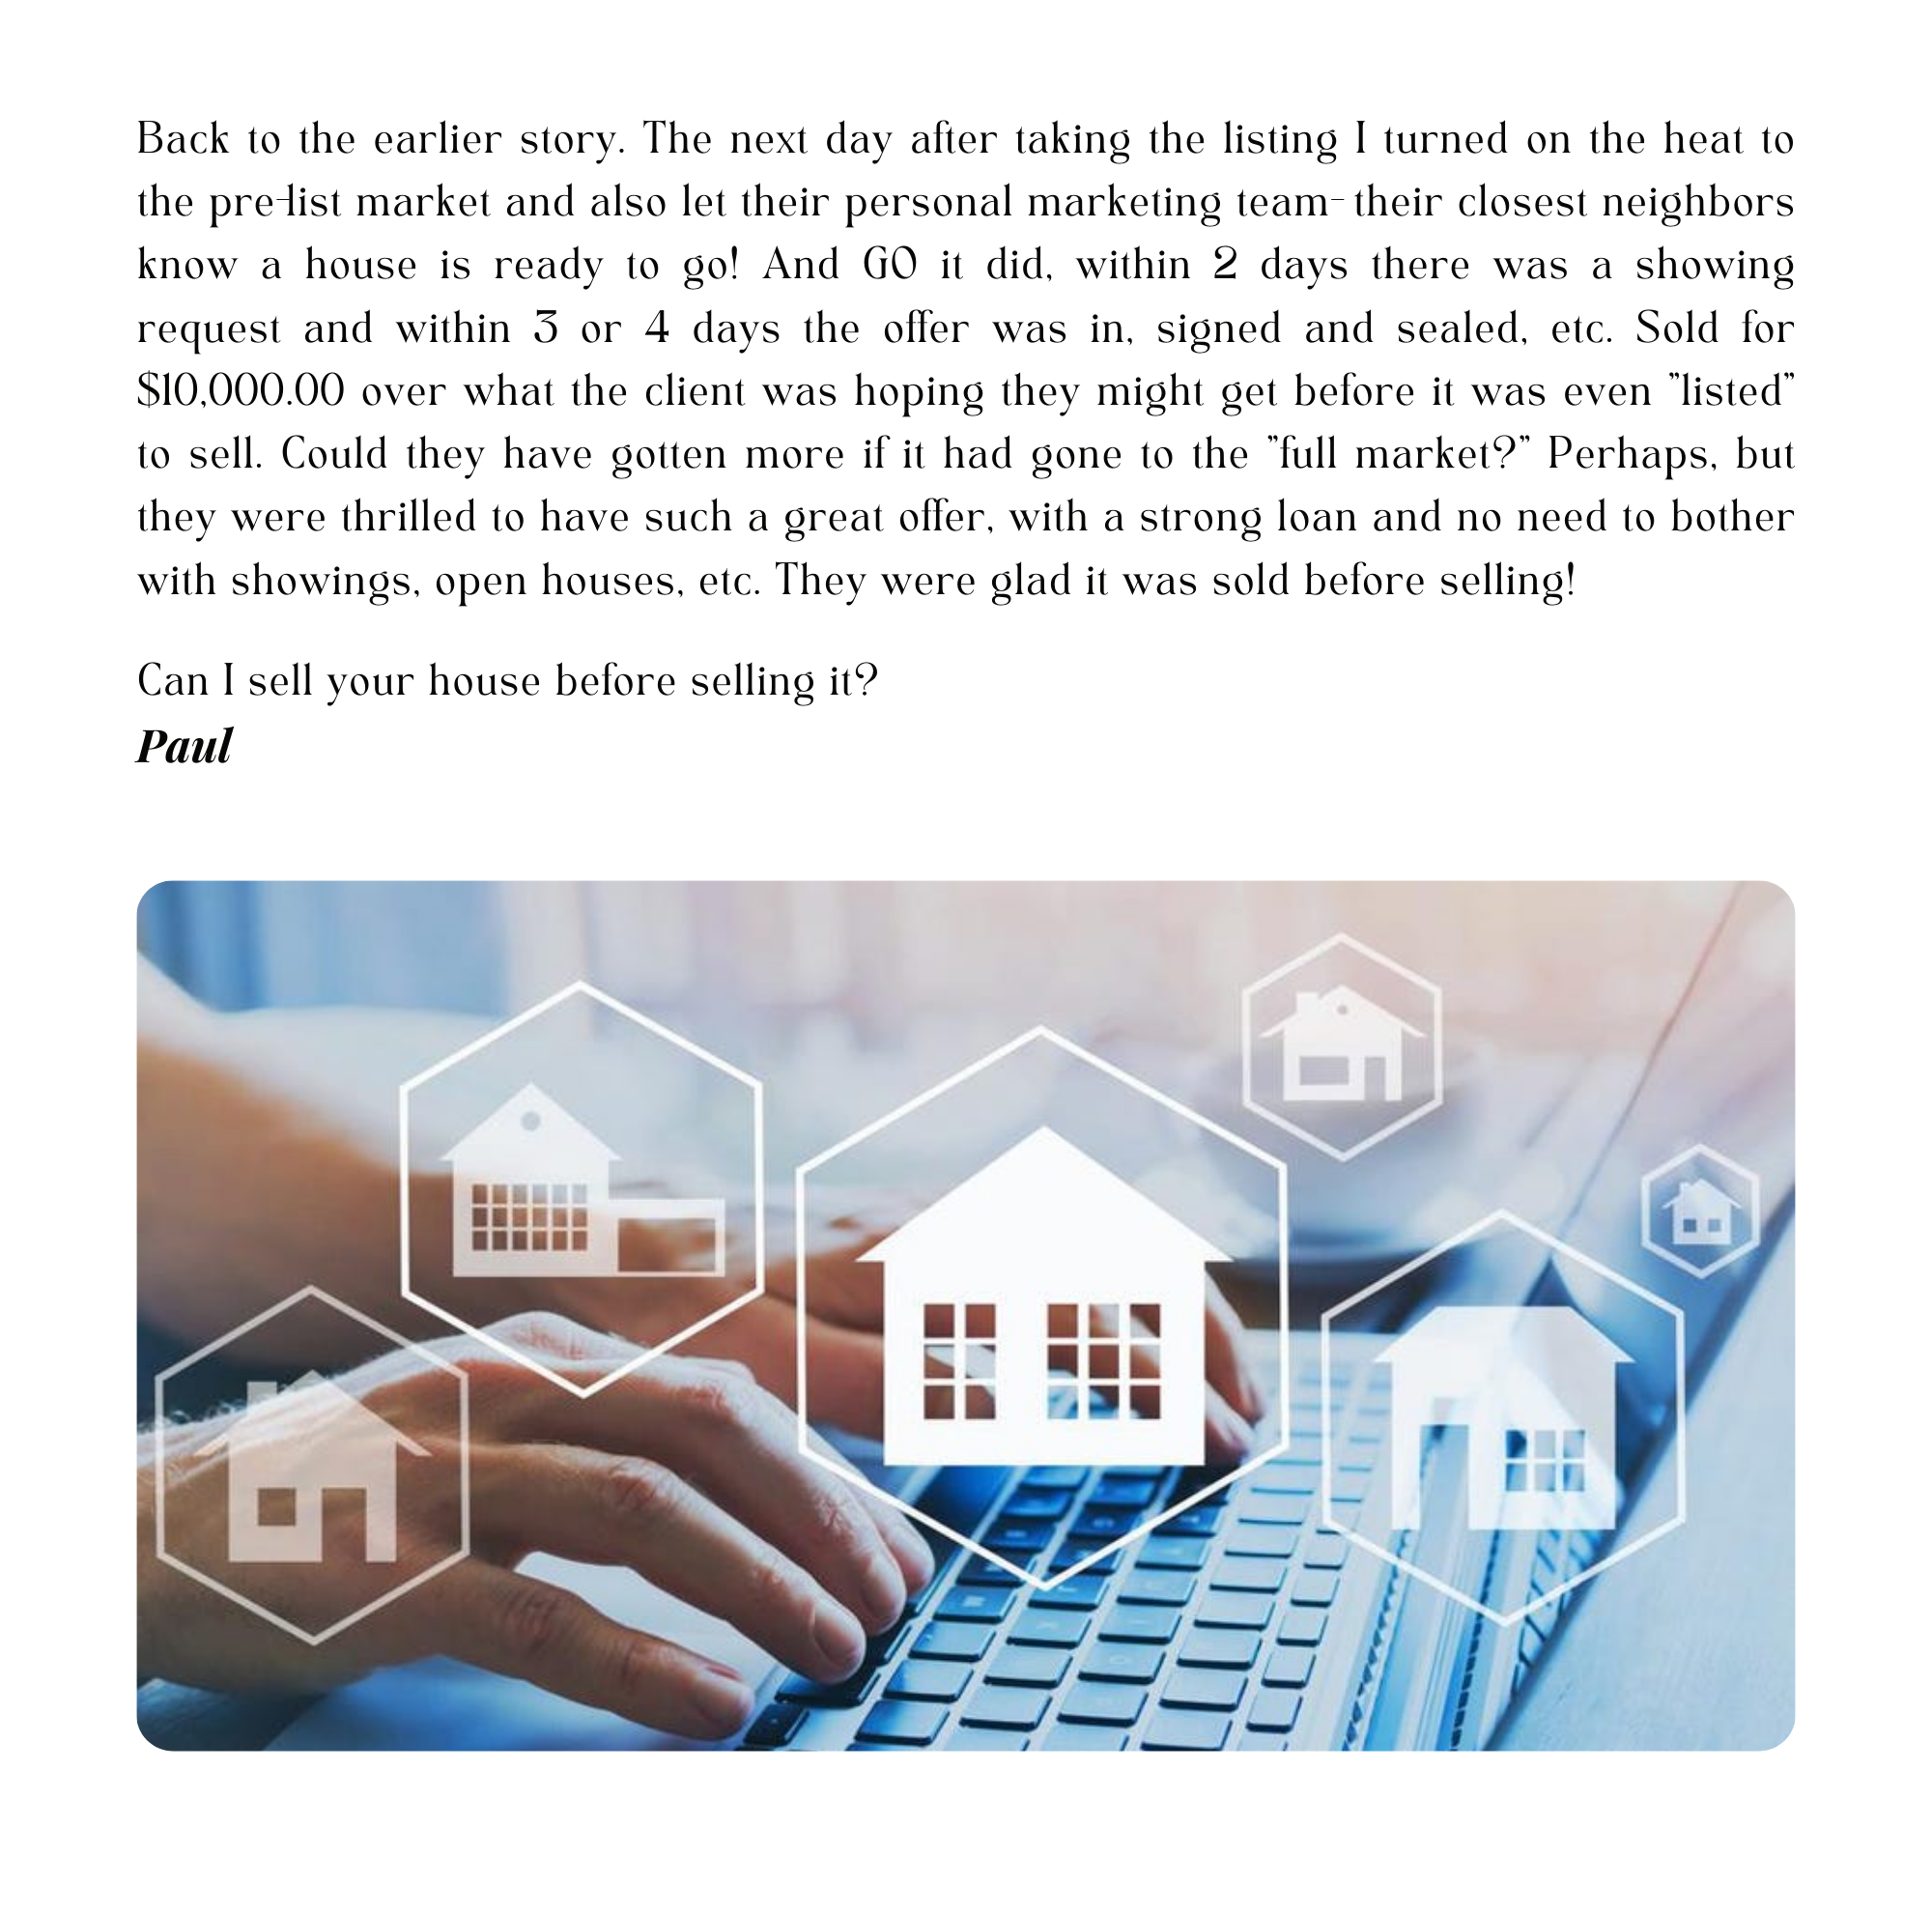 Back to the earlier story. The next day after taking the listing I turned on the heat to
the pre-list market and also let their personal marketing team- their closest neighbors
know a house is ready to go! And GO it did, within 2 days there was a showing
request and within 3 or 4 days the offer was in, signed and sealed, etc. Sold for
$10,000.00 over what the client was hoping they might get before it was even "listed"
to sell. Could they have gotten more if it had gone to the "full market?" Perhaps, but
they were thrilled to have such a great offer, with a strong loan and no need to bother
with showings, open houses, etc. They were glad it was sold before selling!
Can I sell your house before selling it?
Paul